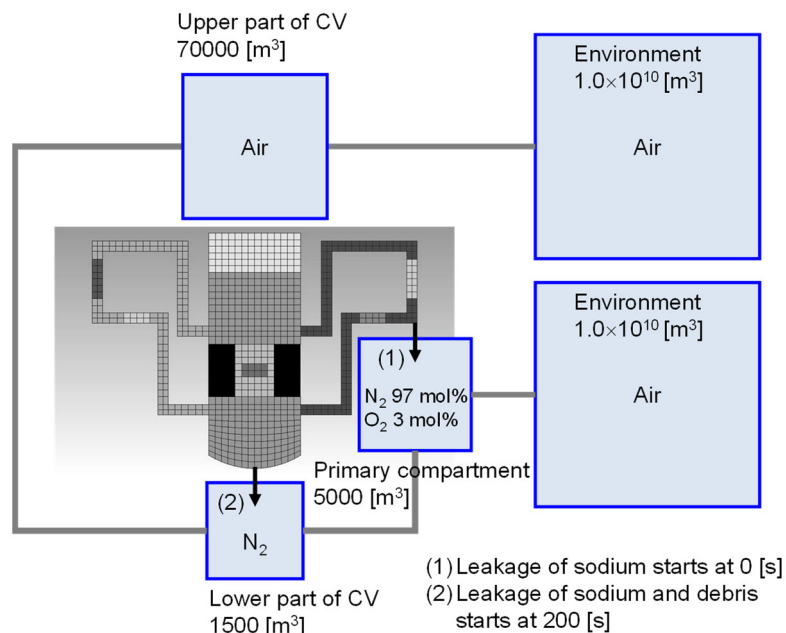 Upper part of CV
70000 [m³]
Air
Environment
1.0×10¹⁰ [m³]
Air
Environment
1.0×10¹⁰ [m³]
Air
(1)
N₂ 97 mol%
O₂ 3 mol%
Primary compartment
5000 [m³]
(2)
N₂
Lower part of CV
1500 [m³]
(1) Leakage of sodium starts at 0 [s]
(2) Leakage of sodium and debris
starts at 200 [s]